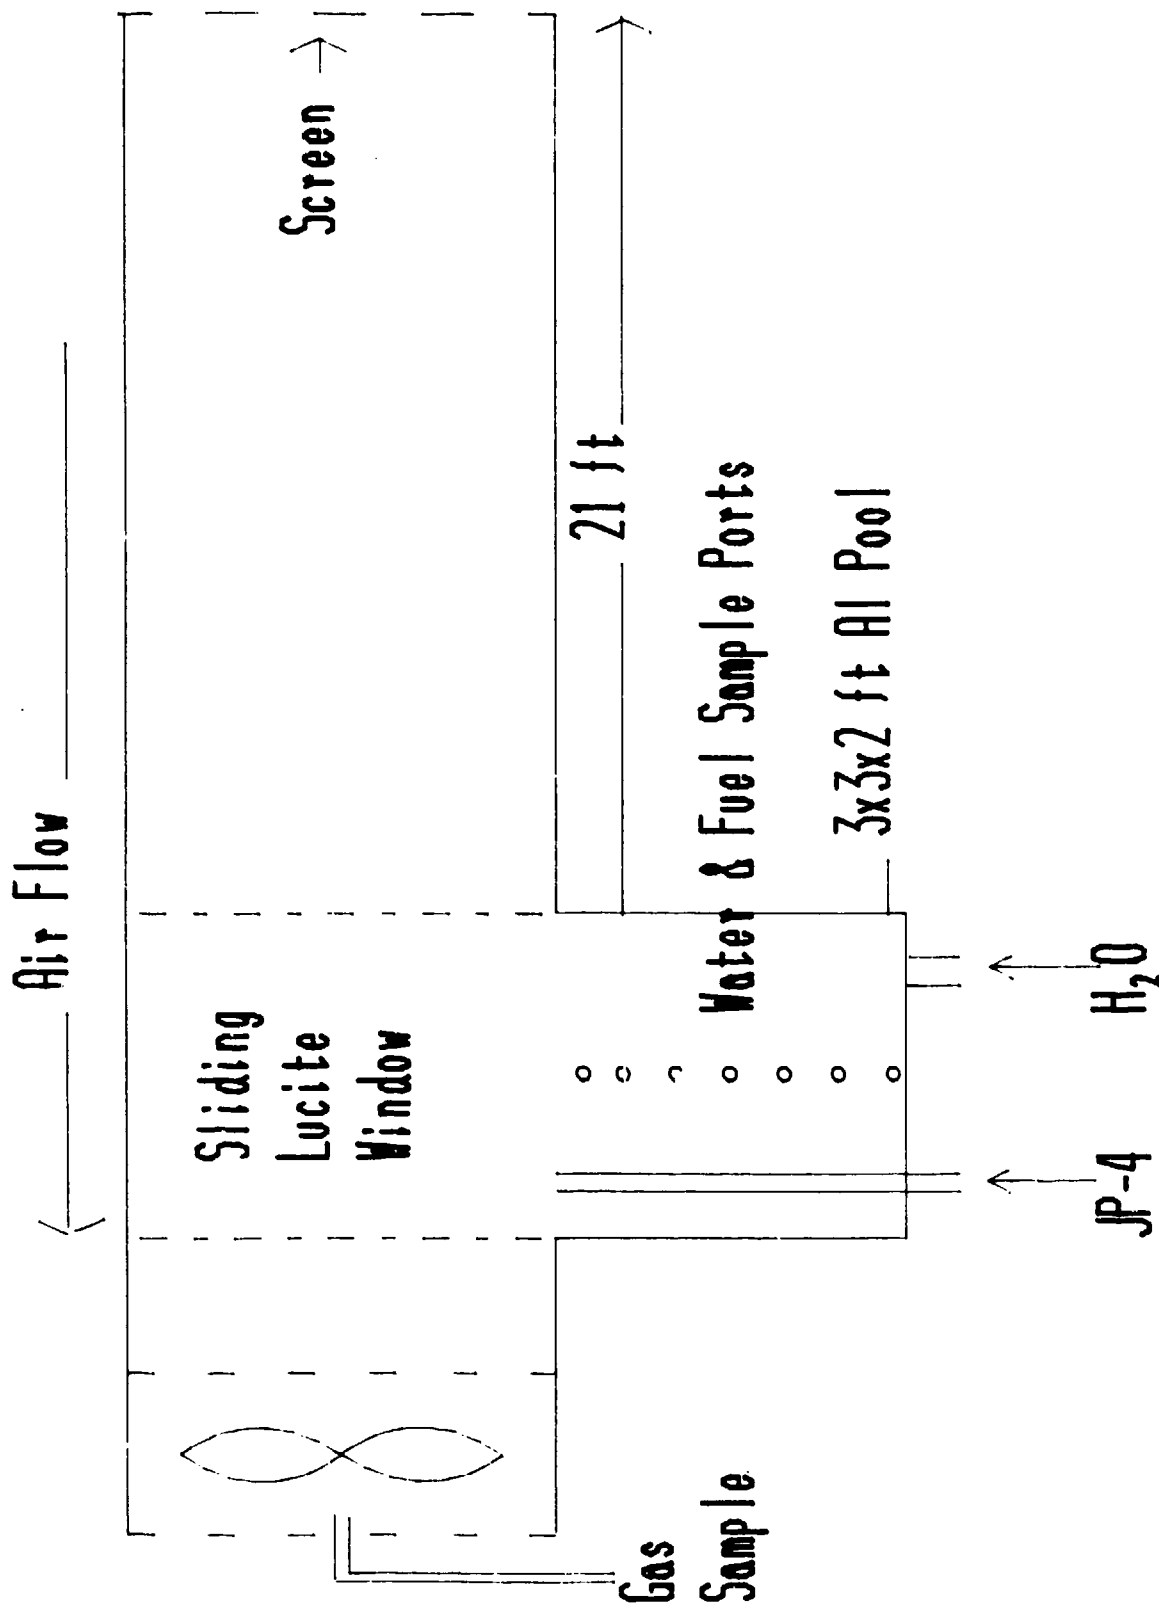 Air Flow
Sliding
Lucite
Window
Screen
21 ft
Water & Fuel Sample Ports
3x3x2 ft Al Pool
Gas
Sample
JP-4
H₂O